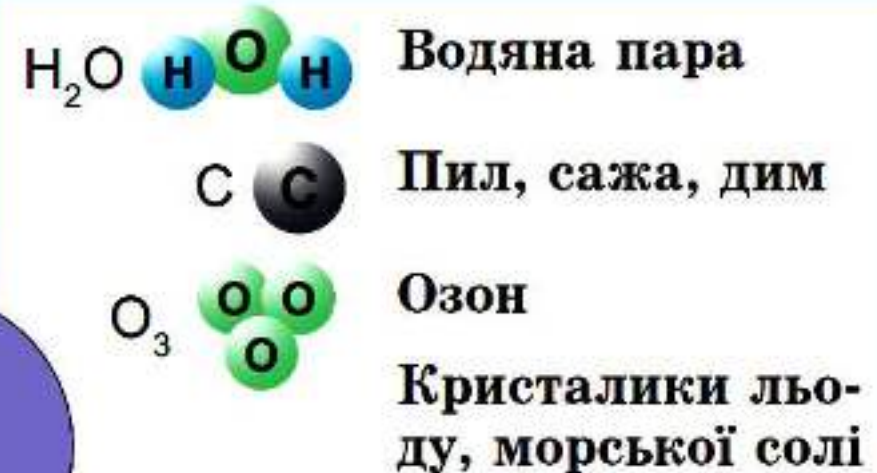 H₂O H O H Водяна пара
C C Пил, сажа, дим
O₃ O O O Озон
Кристалики льо-
ду, морської солі